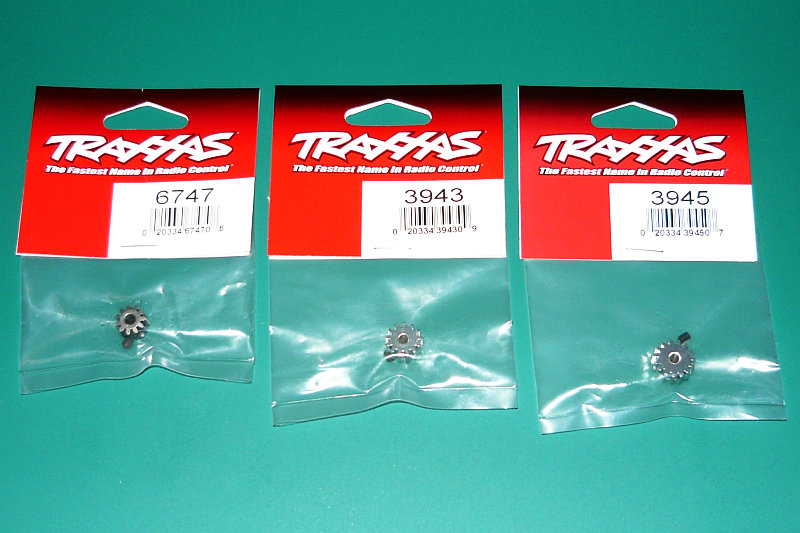 TRAXXAS
The Fastest Name In Radio Control
6747
0 20334 67470 8
TRAXXAS
The Fastest Name In Radio Control
3943
0 20334 39430 9
TRAXXAS
The Fastest Name In Radio Control
3945
0 20334 39450 7